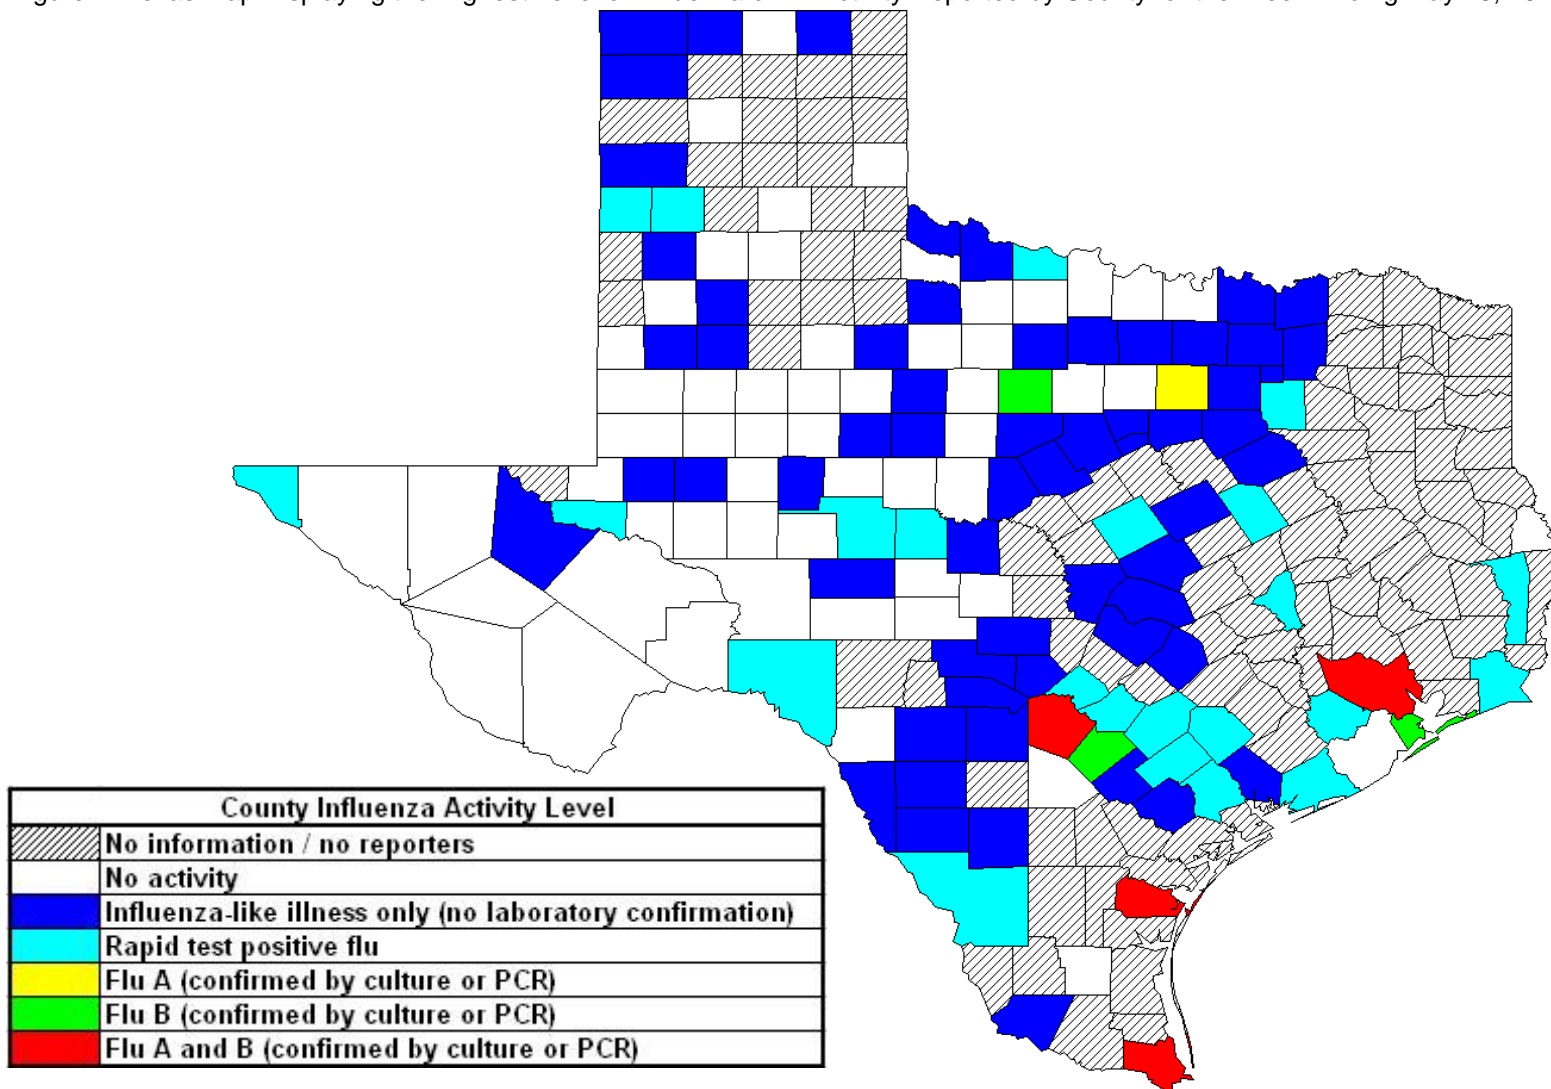 County Influenza Activity Level
No information / no reporters
No activity
Influenza-like illness only (no laboratory confirmation)
Rapid test positive flu
Flu A (confirmed by culture or PCR)
Flu B (confirmed by culture or PCR)
Flu A and B (confirmed by culture or PCR)